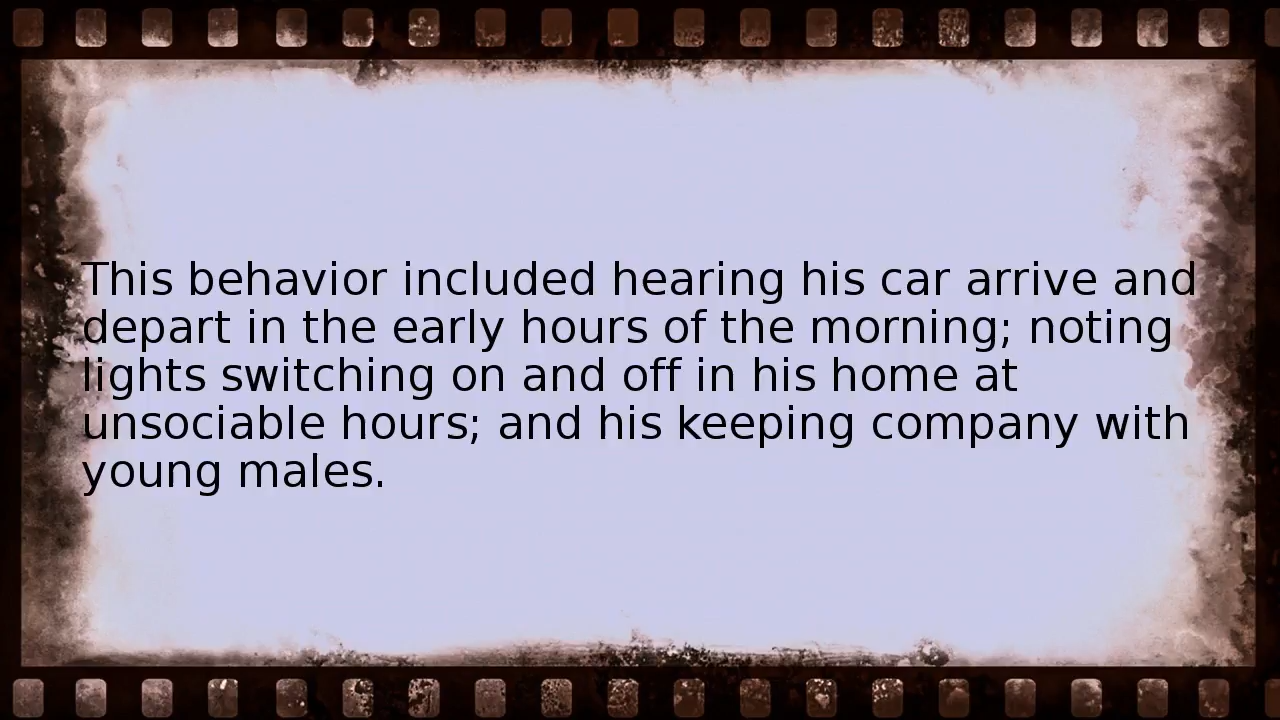 This behavior included hearing his car arrive and
depart in the early hours of the morning; noting
lights switching on and off in his home at
unsociable hours; and his keeping company with
young males.